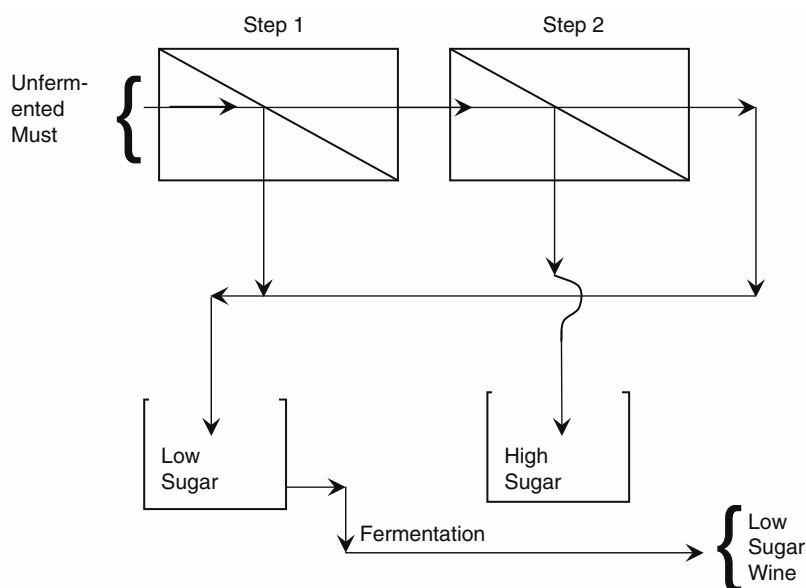 Step 1
Step 2
Unferm-
ented
Must
Low
Sugar
High
Sugar
Fermentation
Low
Sugar
Wine